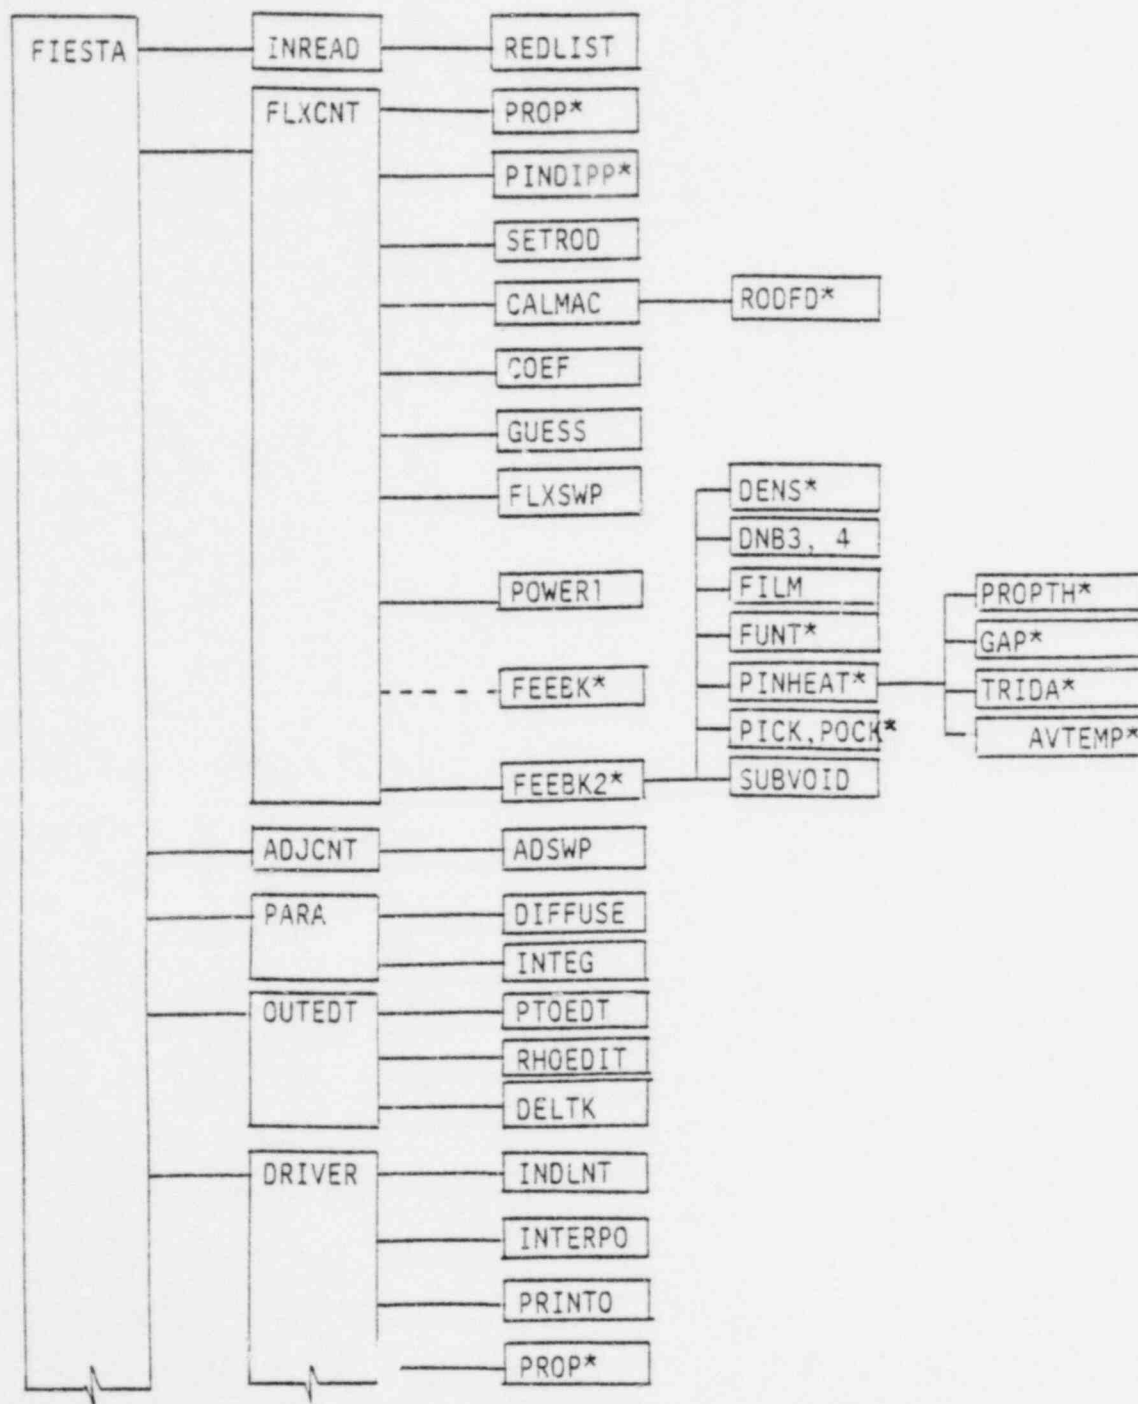 FIESTA
INREAD
REDLIST
FLXCNT
PROP*
PINDIPP*
SETROD
CALMAC
RODFD*
COEF
GUESS
FLXSWP
DENS*
DNB3, 4
FILM
POWER1
PROPTH*
FUNT*
GAP*
FEEBK*
PINHEAT*
TRIDA*
PICK,POCK*
AVTEMP*
FEEBK2*
SUBVOID
ADJCNT
ADSWP
PARA
DIFFUSE
INTEG
OUTEDT
PTOEDT
RHOEDIT
DELTK
DRIVER
INDLNT
INTERPO
PRINTO
PROP*